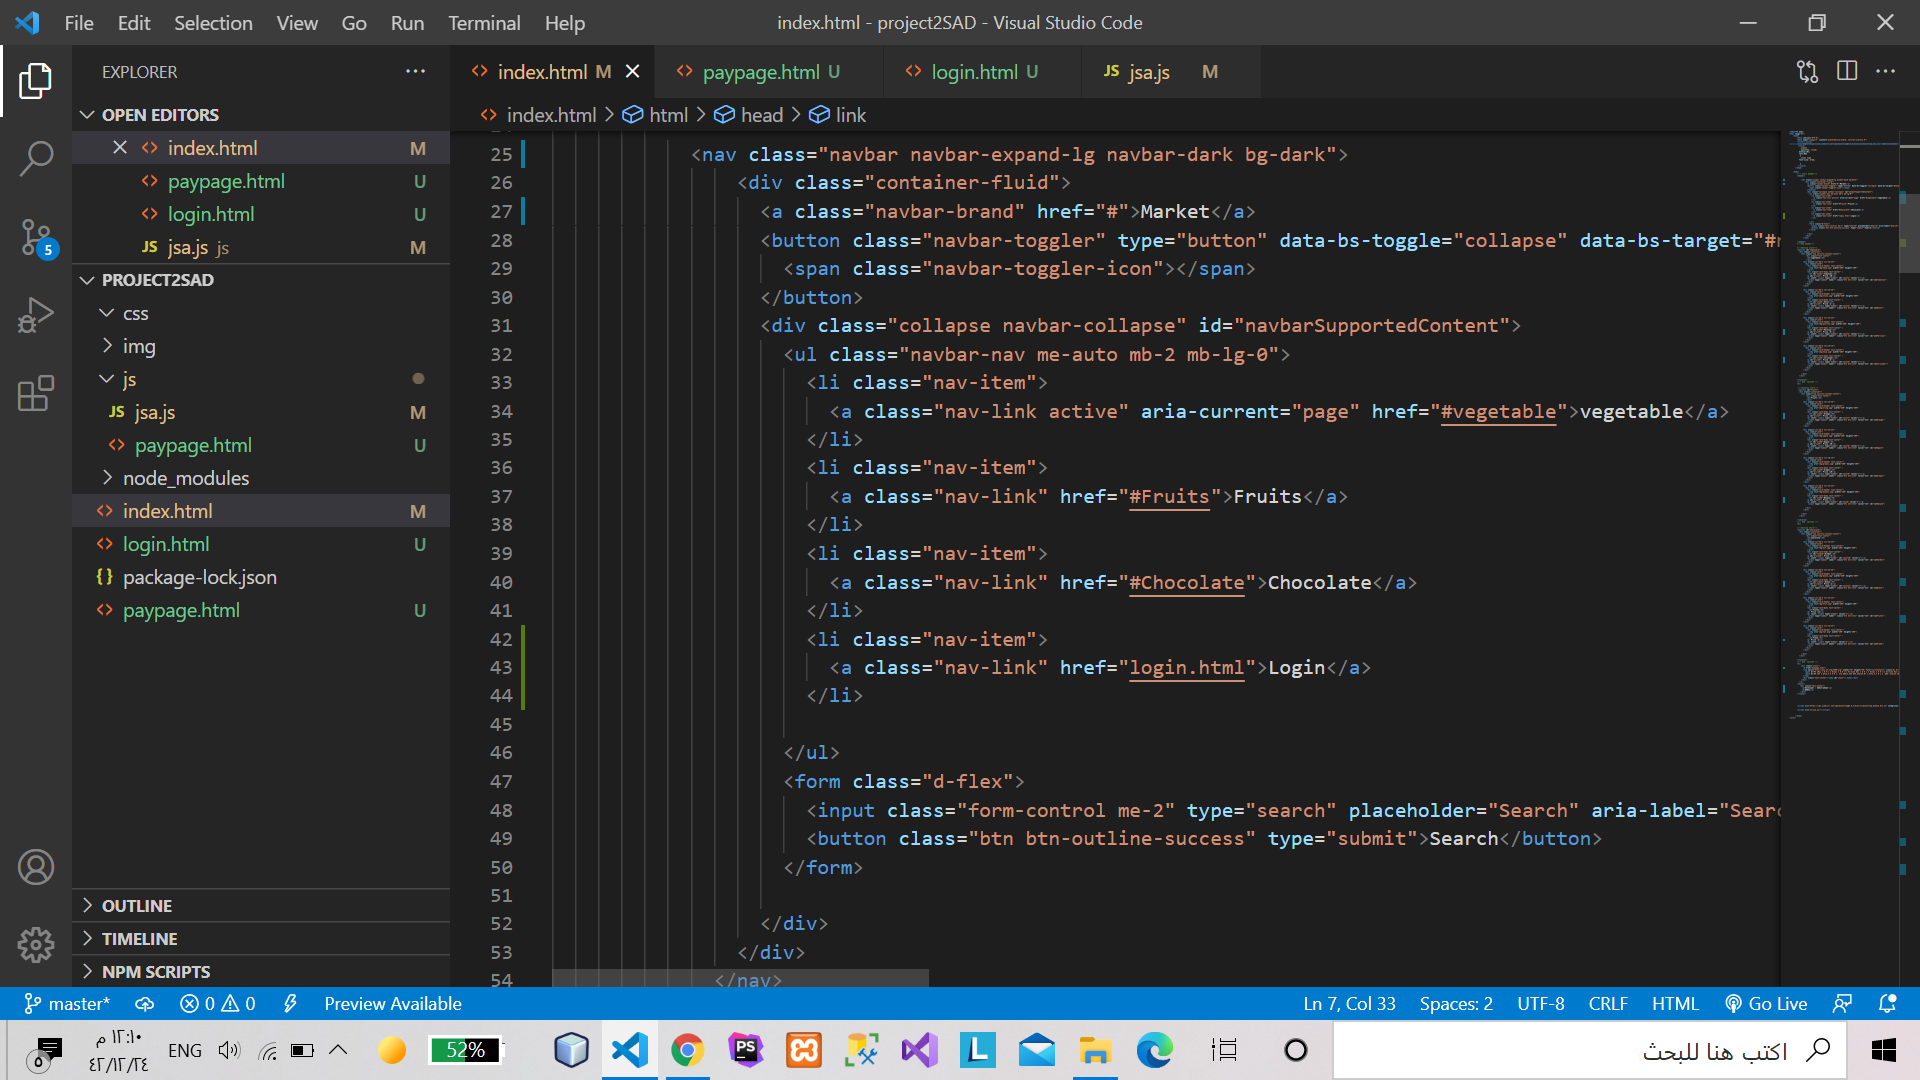 File Edit Selection View Go Run Terminal Help
index.html - project2SAD - Visual Studio Code
EXPLORER
OPEN EDITORS
index.html M
paypage.html U
login.html U
jsa.js js M
PROJECT2SAD
css
img
js
jsa.js M
paypage.html U
node_modules
index.html M
login.html U
package-lock.json
paypage.html U
OUTLINE
TIMELINE
NPM SCRIPTS
5
index.html M
paypage.html U
login.html U
JS jsa.js M
index.html > html > head > link
25 <nav class="navbar navbar-expand-lg navbar-dark bg-dark">
26 <div class="container-fluid">
27 <a class="navbar-brand" href="#">Market</a>
28 <button class="navbar-toggler" type="button" data-bs-toggle="collapse" data-bs-target="#
29 <span class="navbar-toggler-icon"></span>
30 </button>
31 <div class="collapse navbar-collapse" id="navbarSupportedContent">
32 <ul class="navbar-nav me-auto mb-2 mb-lg-0">
33 <li class="nav-item">
34 <a class="nav-link active" aria-current="page" href="#vegetable">vegetable</a>
35 </li>
36 <li class="nav-item">
37 <a class="nav-link" href="#Fruits">Fruits</a>
38 </li>
39 <li class="nav-item">
40 <a class="nav-link" href="#Chocolate">Chocolate</a>
41 </li>
42 <li class="nav-item">
43 <a class="nav-link" href="login.html">Login</a>
44 </li>
45
46 </ul>
47 <form class="d-flex">
48 <input class="form-control me-2" type="search" placeholder="Search" aria-label="Sear
49 <button class="btn btn-outline-success" type="submit">Search</button>
50 </form>
51
52 </div>
53 </div>
54 </nav>
master* 0 0 Preview Available
Ln 7, Col 33 Spaces: 2 UTF-8 CRLF HTML Go Live
١٢:١٠ م
٤٢/١٢/٢٤
٥
ENG
52%
PS
L
اكتب هنا للبحث